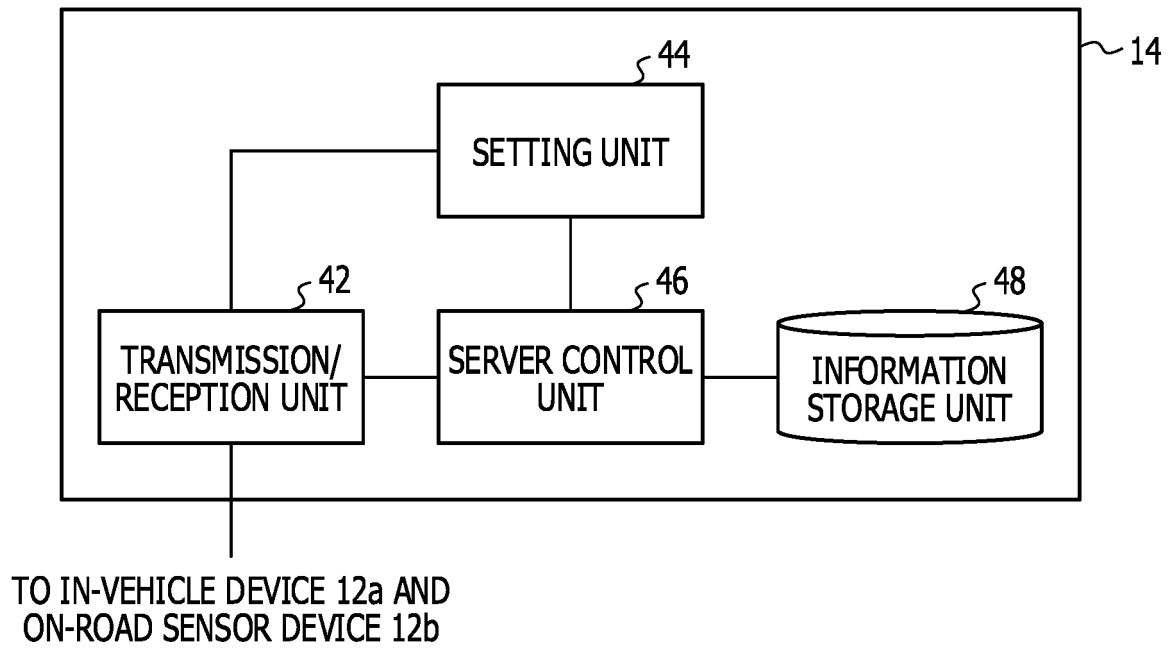 44
14
SETTING UNIT
42
46
48
TRANSMISSION/
RECEPTION UNIT
SERVER CONTROL
UNIT
INFORMATION
STORAGE UNIT
TO IN-VEHICLE DEVICE 12a AND
ON-ROAD SENSOR DEVICE 12b